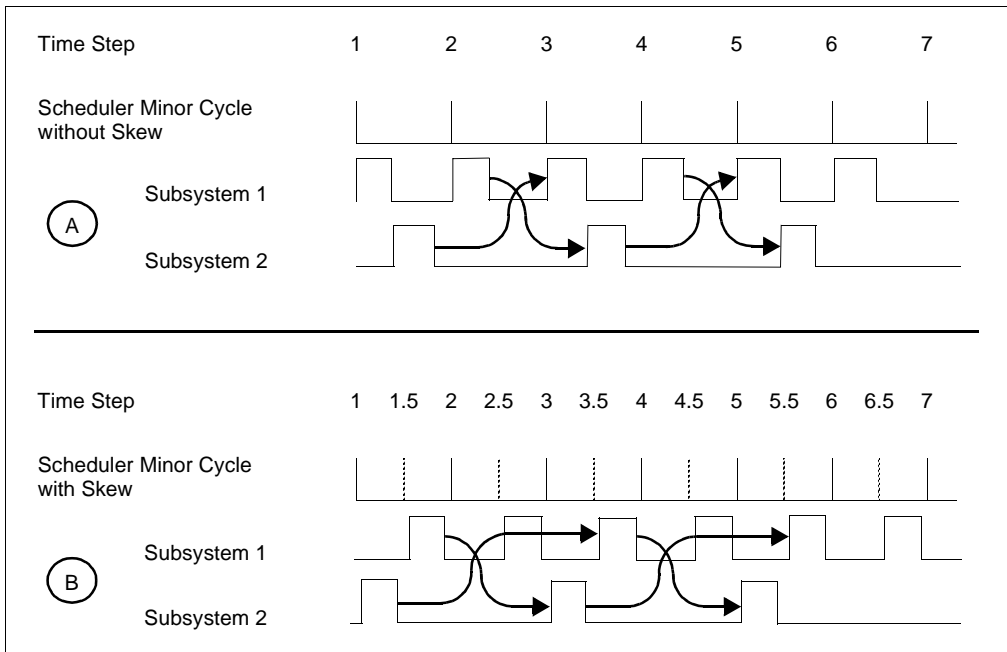 Time Step 1 2 3 4 5 6 7
Scheduler Minor Cycle
without Skew
Subsystem 1
A
Subsystem 2
Time Step 1 1.5 2 2.5 3 3.5 4 4.5 5 5.5 6 6.5 7
Scheduler Minor Cycle
with Skew
Subsystem 1
B
Subsystem 2